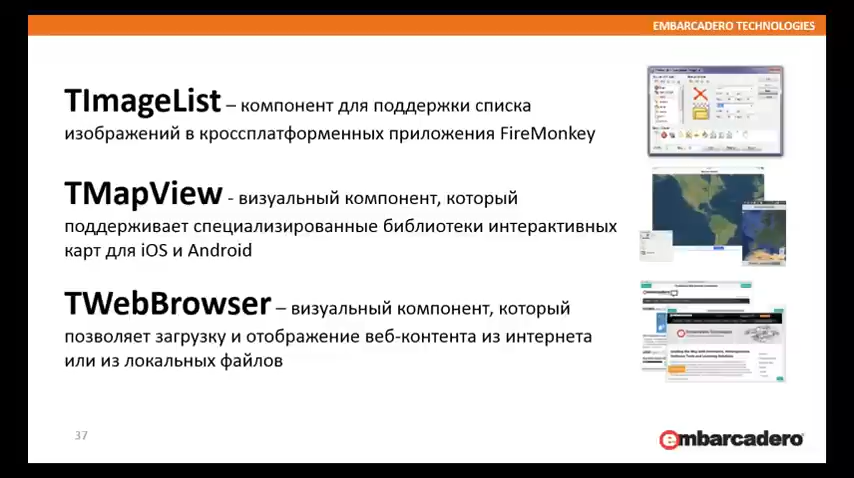 EMBARCADERO TECHNOLOGIES
TImageList – компонент для поддержки списка
изображений в кроссплатформенных приложения FireMonkey
TMapView - визуальный компонент, который
поддерживает специализированные библиотеки интерактивных
карт для iOS и Android
TWebBrowser – визуальный компонент, который
позволяет загрузку и отображение веб-контента из интернета
или из локальных файлов
37
embarcadero